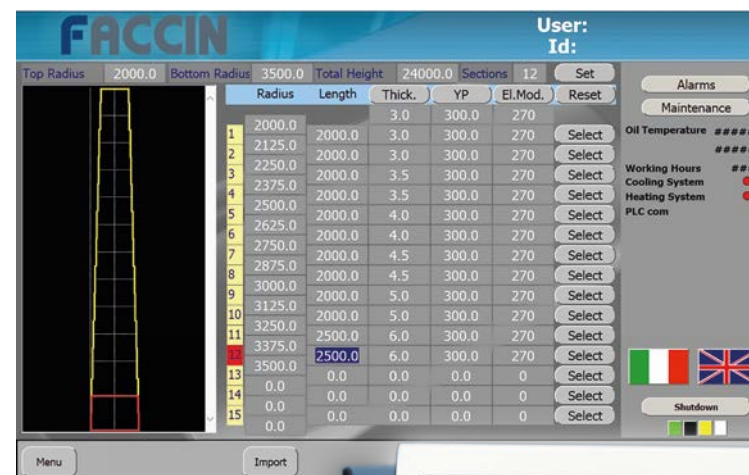 FACCIN
User:
Id:
Top Radius 2000.0 Bottom Radius 3500.0 Total Height 24000.0 Sections 12 Set
Radius Length Thick. YP El.Mod. Reset
3.0 300.0 270
2000.0
1 2000.0 3.0 300.0 270 Select
2125.0
2 2000.0 3.0 300.0 270 Select
2250.0
3 2000.0 3.5 300.0 270 Select
2375.0
4 2000.0 3.5 300.0 270 Select
2500.0
5 2000.0 4.0 300.0 270 Select
2625.0
6 2000.0 4.0 300.0 270 Select
2750.0
7 2000.0 4.5 300.0 270 Select
2875.0
8 2000.0 4.5 300.0 270 Select
3000.0
9 2000.0 5.0 300.0 270 Select
3125.0
10 2000.0 5.0 300.0 270 Select
3250.0
11 2500.0 6.0 300.0 270 Select
3375.0
12 2500.0 6.0 300.0 270 Select
3500.0
13 0.0 0.0 0.0 0 Select
0.0
14 0.0 0.0 0.0 0 Select
0.0
15 0.0 0.0 0.0 0 Select
0.0
Alarms
Maintenance
Oil Temperature #####
####
Working Hours ##
Cooling System
Heating System
PLC com
Shutdown
Menu
Import